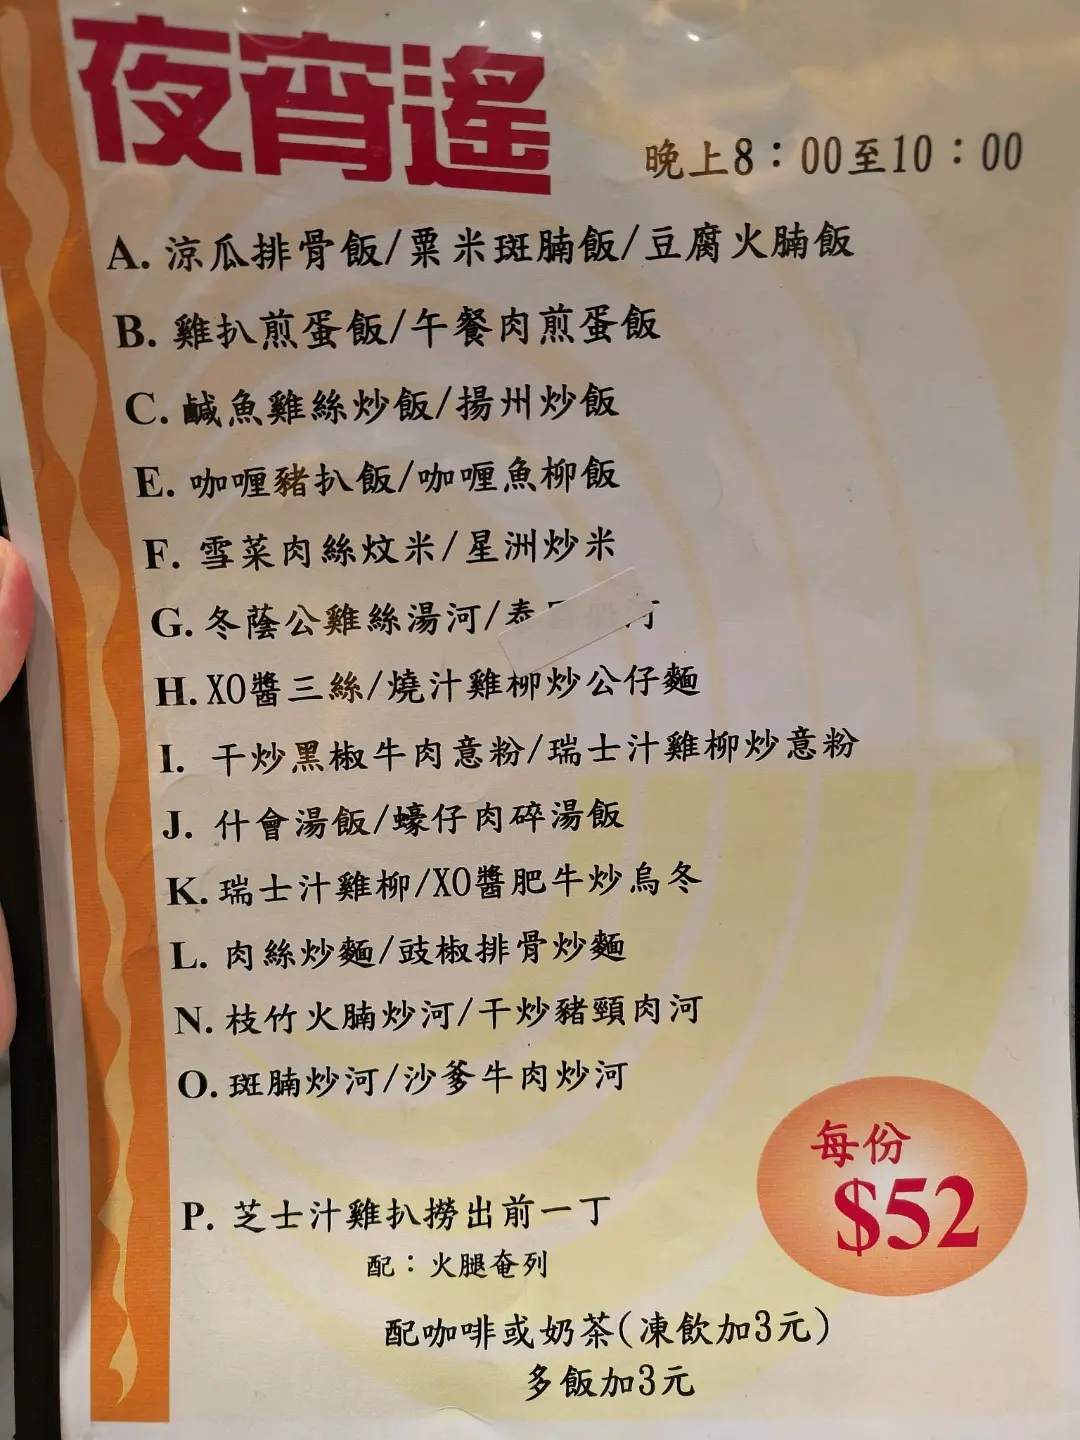 夜宵遙
晚上8：00至10：00
A. 涼瓜排骨飯/粟米斑腩飯/豆腐火腩飯
B. 雞扒煎蛋飯/午餐肉煎蛋飯
C. 鹹魚雞絲炒飯/揚州炒飯
E. 咖喱豬扒飯/咖喱魚柳飯
F. 雪菜肉絲炆米/星洲炒米
G. 冬蔭公雞絲湯河/泰 河
H. XO醬三絲/燒汁雞柳炒公仔麵
I. 干炒黑椒牛肉意粉/瑞士汁雞柳炒意粉
J. 什會湯飯/蠔仔肉碎湯飯
K. 瑞士汁雞柳/XO醬肥牛炒烏冬
L. 肉絲炒麵/豉椒排骨炒麵
N. 枝竹火腩炒河/干炒豬頸肉河
O. 斑腩炒河/沙爹牛肉炒河
每份
$52
P. 芝士汁雞扒撈出前一丁
配：火腿奄列
配咖啡或奶茶(凍飲加3元)
多飯加3元